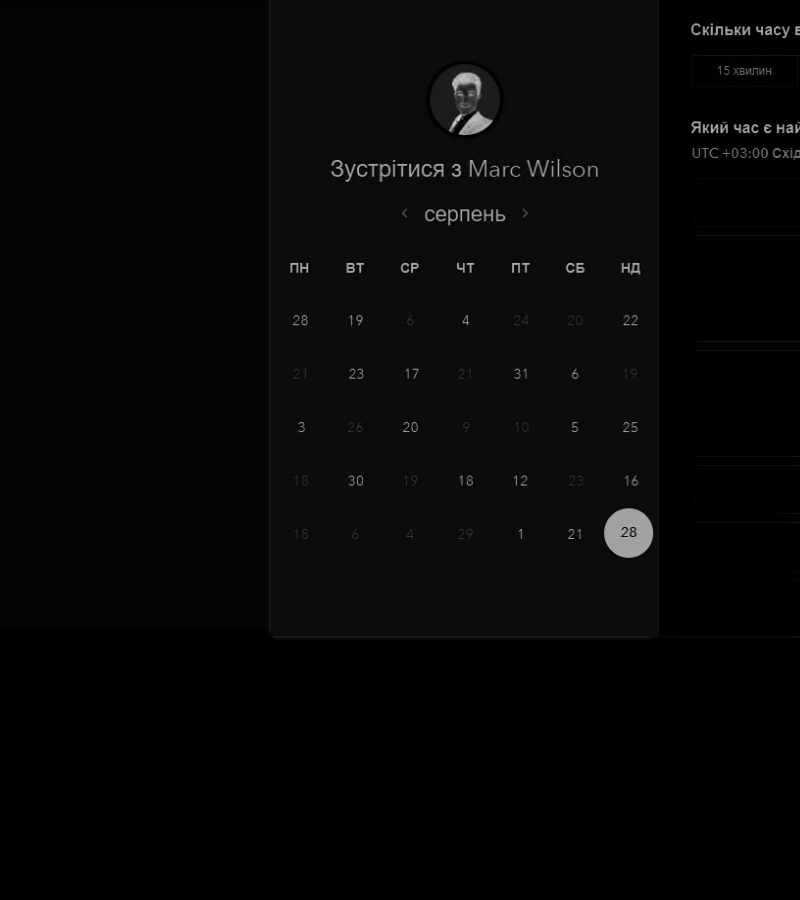 Зустрітися з Marc Wilson
серпень
ПН ВТ СР ЧТ ПТ СБ НД
28 19 6 4 24 20 22
21 23 17 21 31 6 19
3 26 20 9 10 5 25
18 30 19 18 12 23 16
18 6 4 29 1 21 28
Скільки часу
15 хвилин
Який час є
UTC +03:00